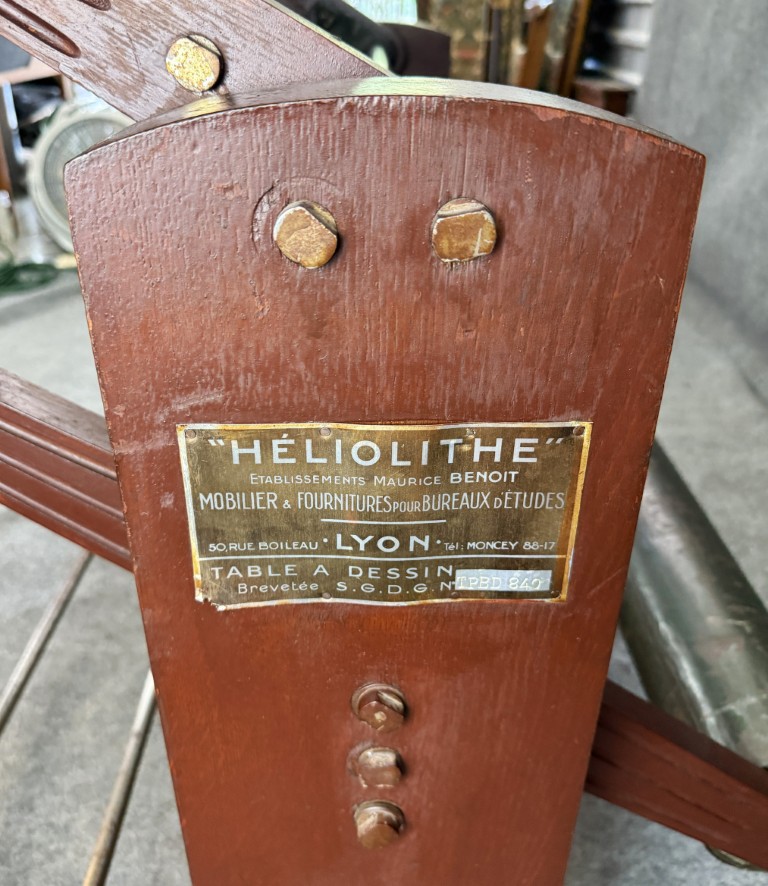 "HÉLIOLITHE"
ETABLISSEMENTS MAURICE BENOIT
MOBILIER & FOURNITURES POUR BUREAUX D'ÉTUDES
50, RUE BOILEAU · LYON · Tél: MONCEY 88-17
TABLE A DESSIN
Brevetée S.G.D.G. No TPBD 840